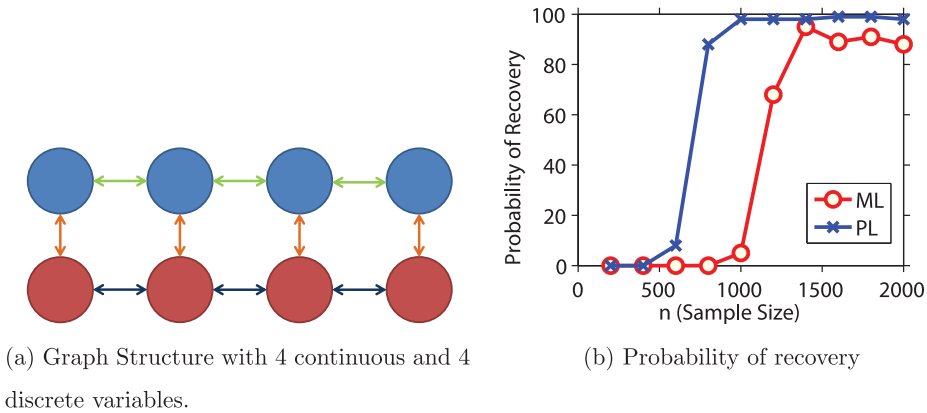 100
80
60
40
20
0
Probability of Recovery
ML
PL
0 500 1000 1500 2000
n (Sample Size)
(a) Graph Structure with 4 continuous and 4
discrete variables.
(b) Probability of recovery